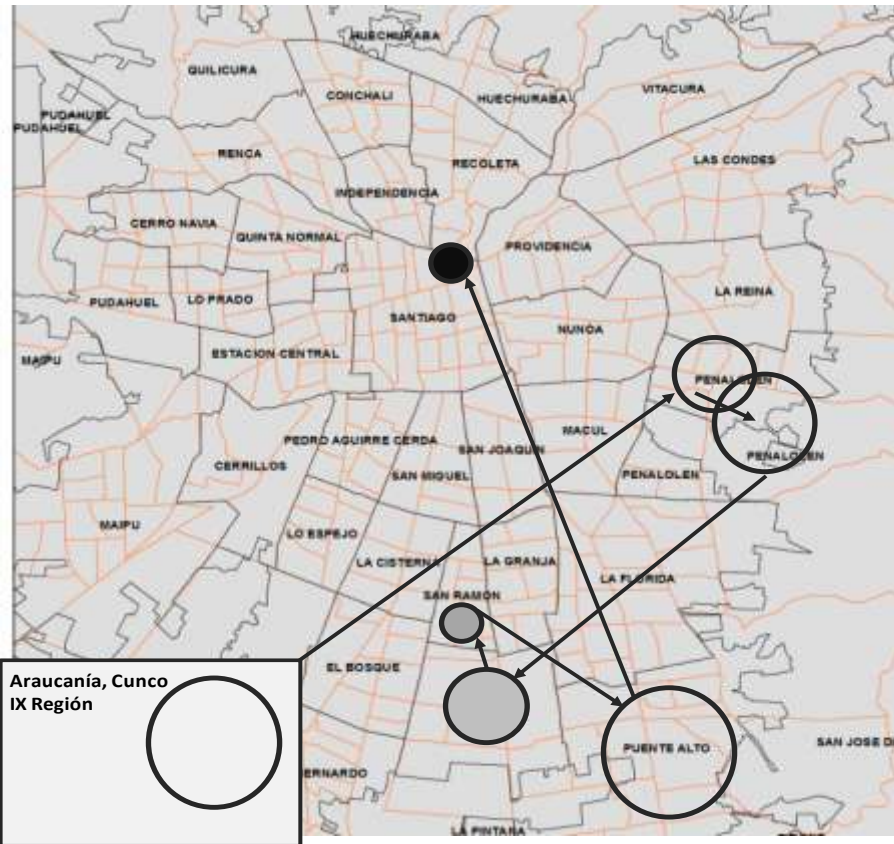 HUECHURABA
QUILICURA
CONCHALI
HUECHURABA
VITACURA
PUDAHUEL
PUDAHUEL
RENCA
RECOLETA
LAS CONDES
INDEPENDENCIA
CERRO NAVIA
QUINTA NORMAL
PROVIDENCIA
PUDAHUEL
LO PRADO
LA REINA
SANTIAGO
NUNOA
MAIPU
ESTACION CENTRAL
PENALOLEN
MACUL
PEDRO AGUIRRE CERDA
SAN JOAQUIN
PENALOLEN
CERRILLOS
SAN MIGUEL
PENALOLEN
MAIPU
LO ESPEJO
LA CISTERNA
LA GRANJA
LA FLORIDA
SAN RAMON
EL BOSQUE
Araucanía, Cunco
IX Región
PUENTE ALTO
SAN JOSE D
ERNARDO
LA PINTANA